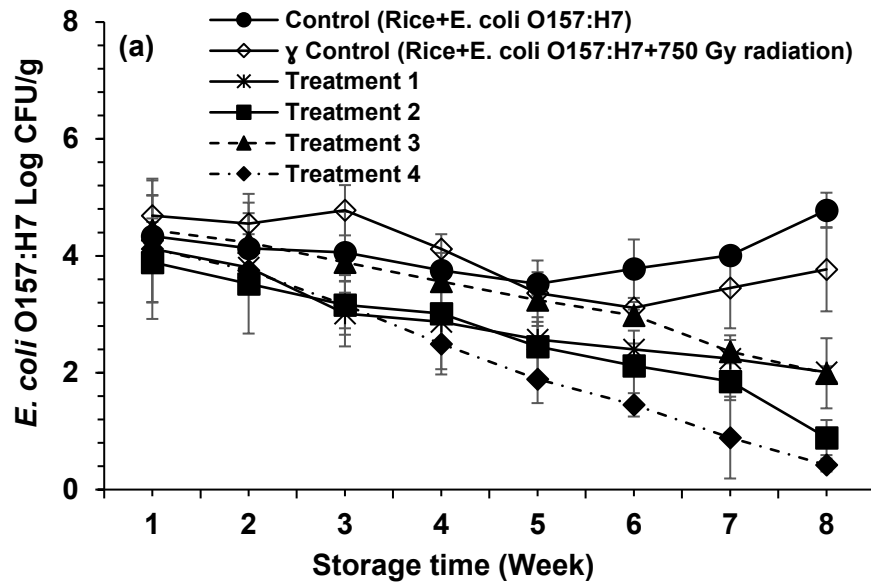 (a)
Control (Rice+E. coli O157:H7)
ɣ Control (Rice+E. coli O157:H7+750 Gy radiation)
Treatment 1
Treatment 2
Treatment 3
Treatment 4
E. coli O157:H7 Log CFU/g
8
6
4
2
0
1 2 3 4 5 6 7 8
Storage time (Week)